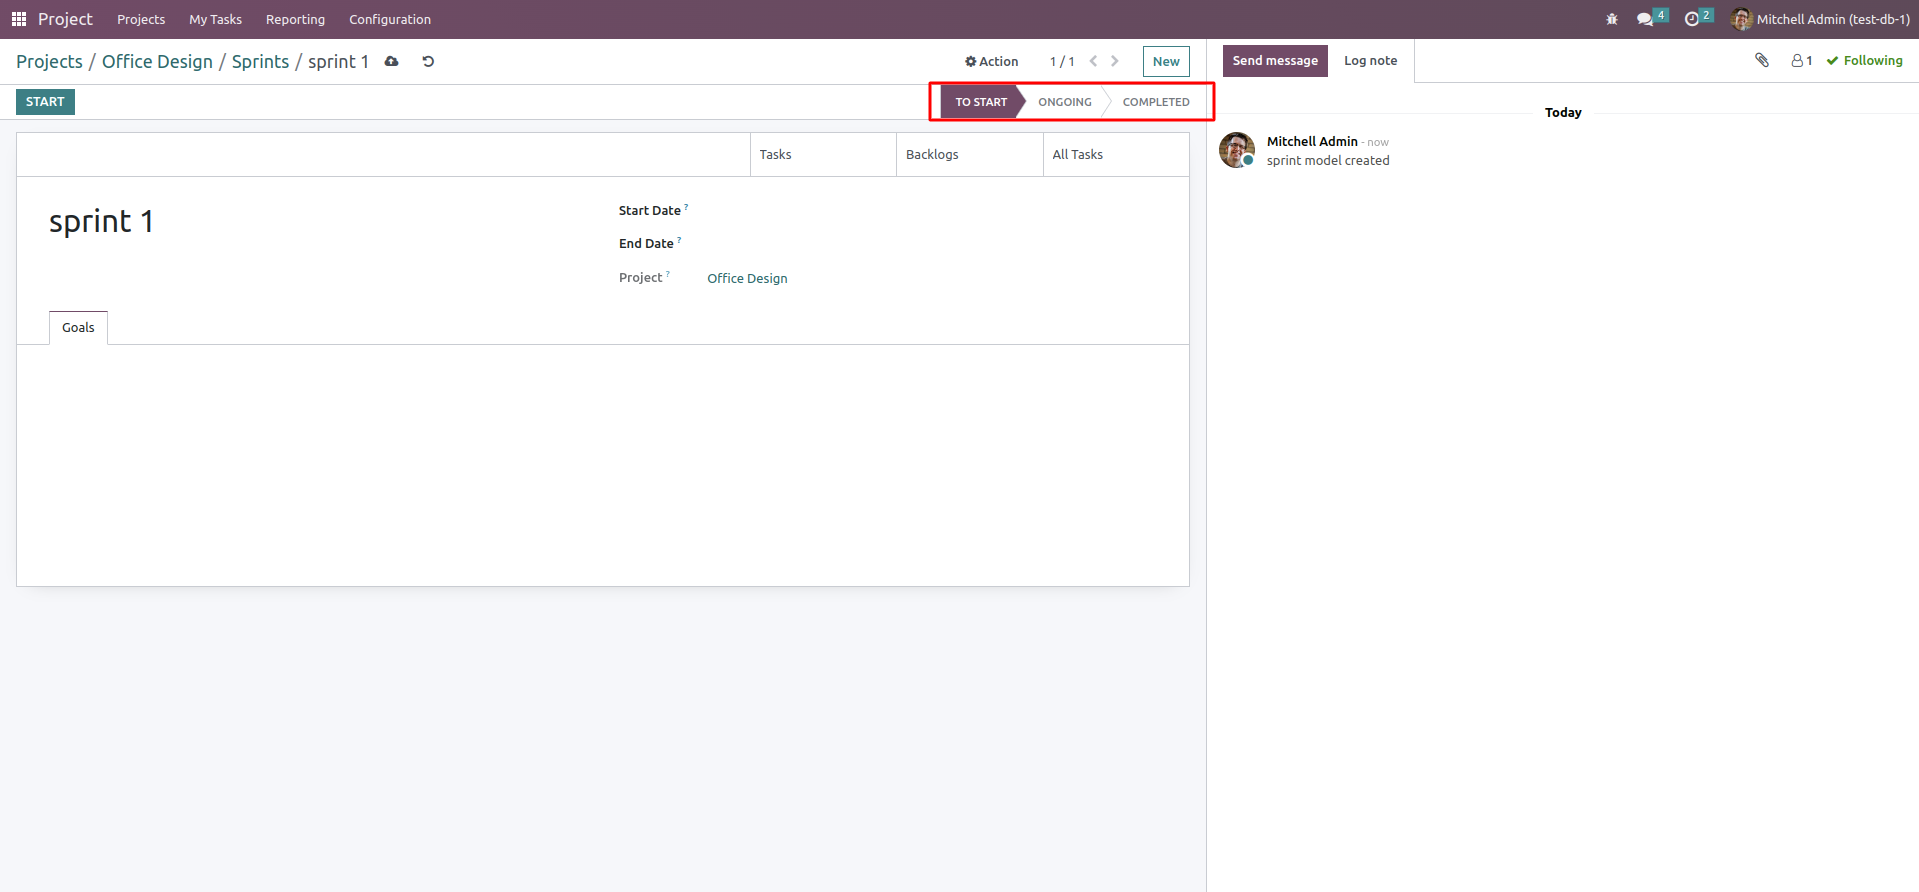 Project Projects My Tasks Reporting Configuration 4 2 Mitchell Admin (test-db-1)
Projects / Office Design / Sprints / sprint 1 Action 1 / 1 New Send message Log note 1 Following
START TO START ONGOING COMPLETED
Today
Tasks Backlogs All Tasks
Mitchell Admin - now
sprint model created
sprint 1
Start Date ?
End Date ?
Project ? Office Design
Goals